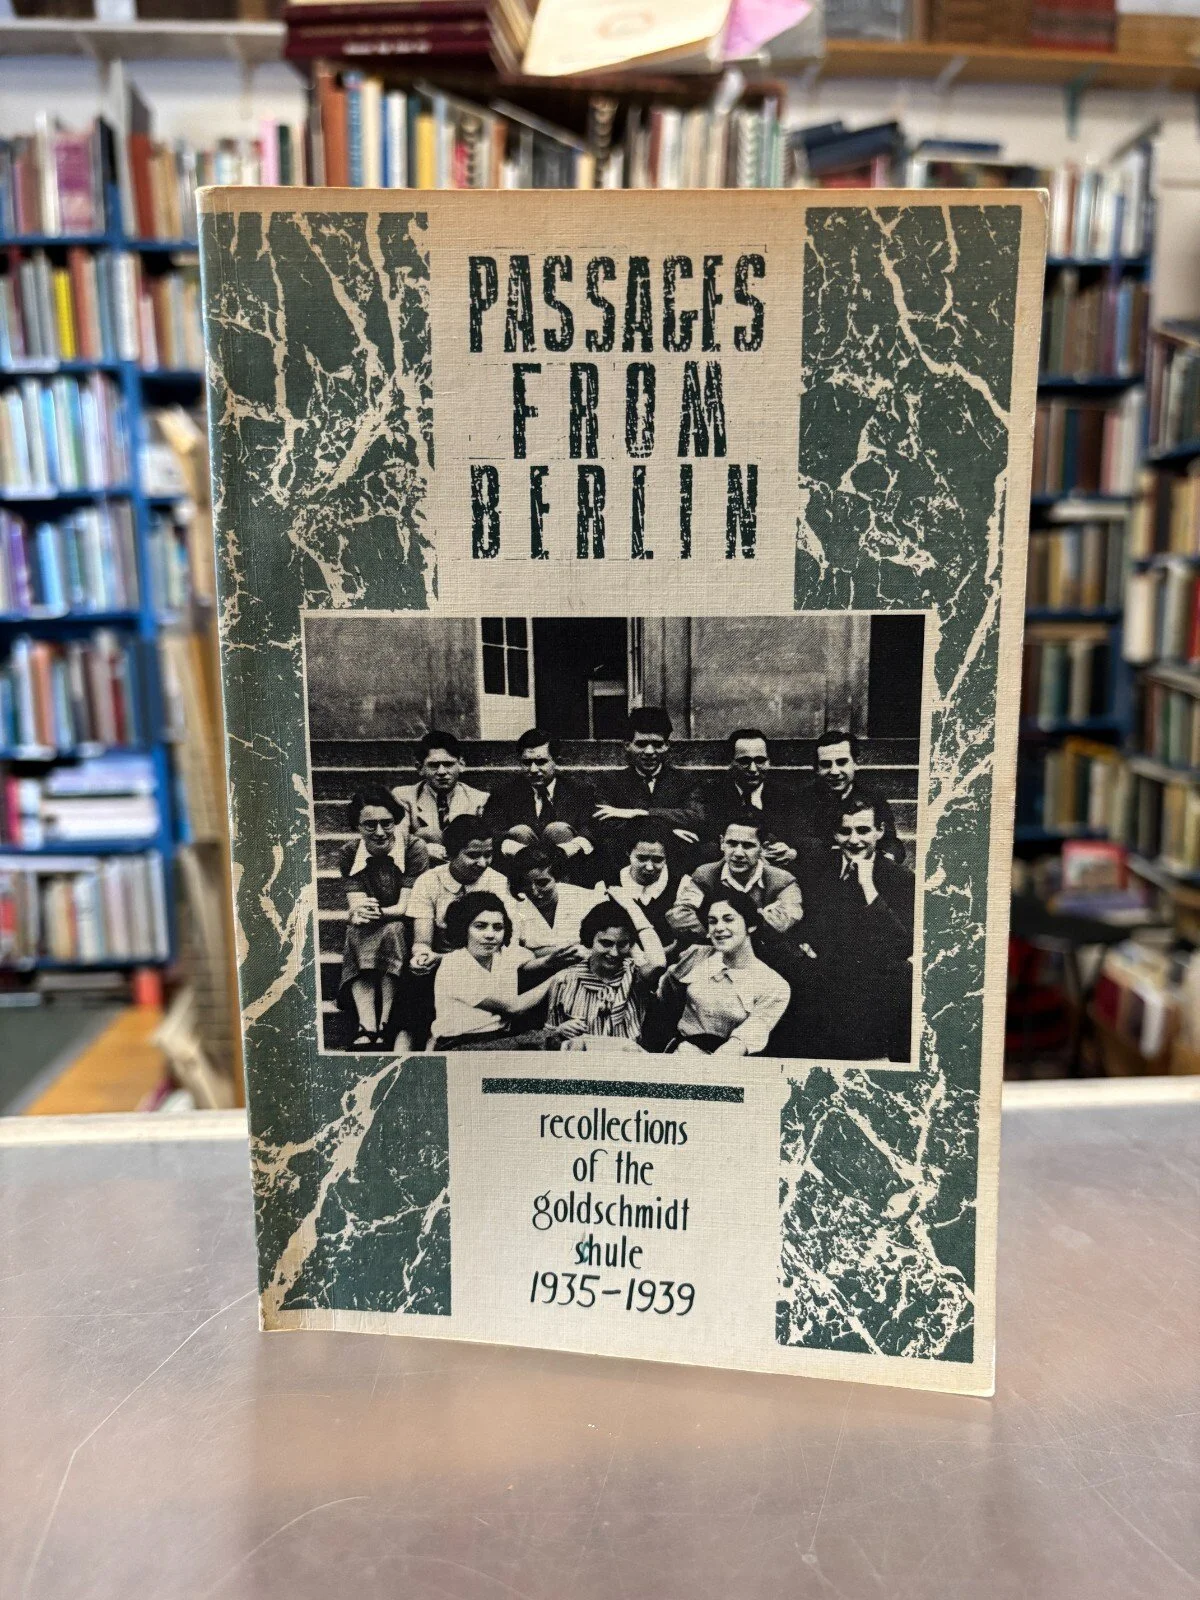 PASSAGES
FROM
BERLIN
recollections
of the
goldschmidt
shule
1935-1939